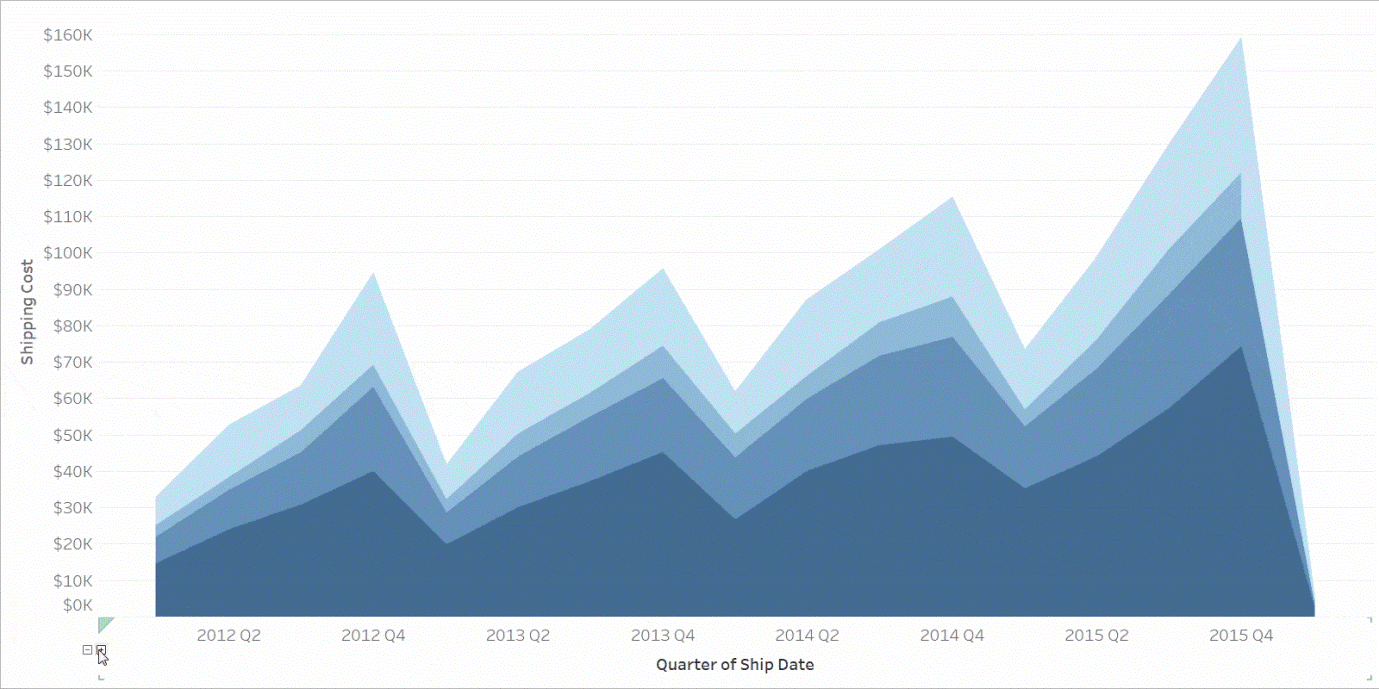 $160K
$150K
$140K
$130K
$120K
$110K
$100K
$90K
$80K
$70K
$60K
$50K
$40K
$30K
$20K
$10K
$0K
Shipping Cost
2012 Q2 2012 Q4 2013 Q2 2013 Q4 2014 Q2 2014 Q4 2015 Q2 2015 Q4
Quarter of Ship Date